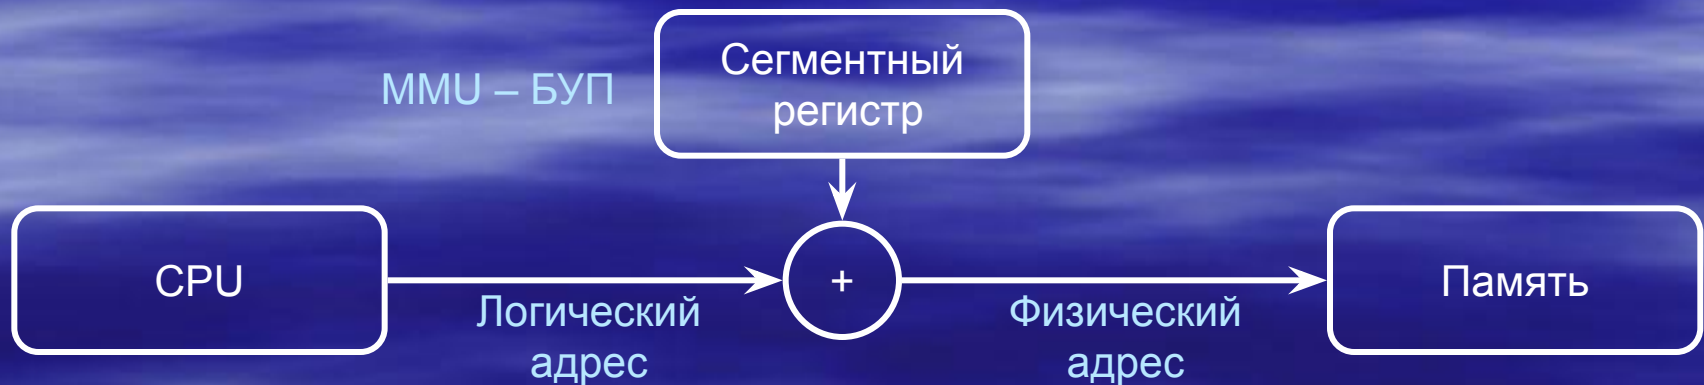 Сегментный
регистр
MMU – БУП
CPU
+
Память
Логический
адрес
Физический
адрес